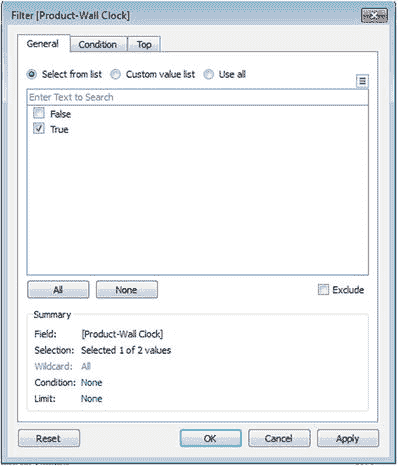 Filter [Product-Wall Clock]
General Condition Top
Select from list Custom value list Use all
Enter Text to Search
False
True
All None Exclude
Summary
Field: [Product-Wall Clock]
Selection: Selected 1 of 2 values
Wildcard: All
Condition: None
Limit: None
Reset OK Cancel Apply